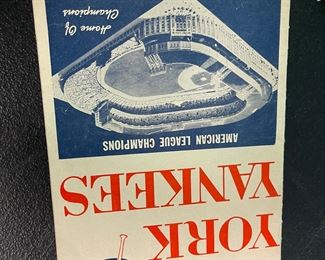 YORK
YANKEES
AMERICAN LEAGUE CHAMPIONS
Home Of
Champions